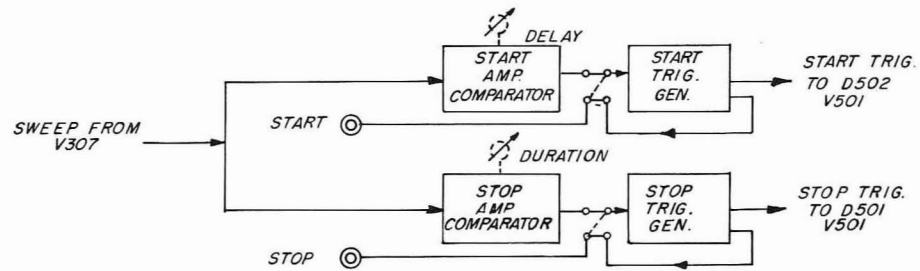 DELAY
START
AMP.
COMPARATOR
START
TRIG.
GEN.
START TRIG.
TO D502
V501
START
SWEEP FROM
V307
DURATION
STOP
AMP
COMPARATOR
STOP
TRIG.
GEN.
STOP TRIG.
TO D501
V501
STOP